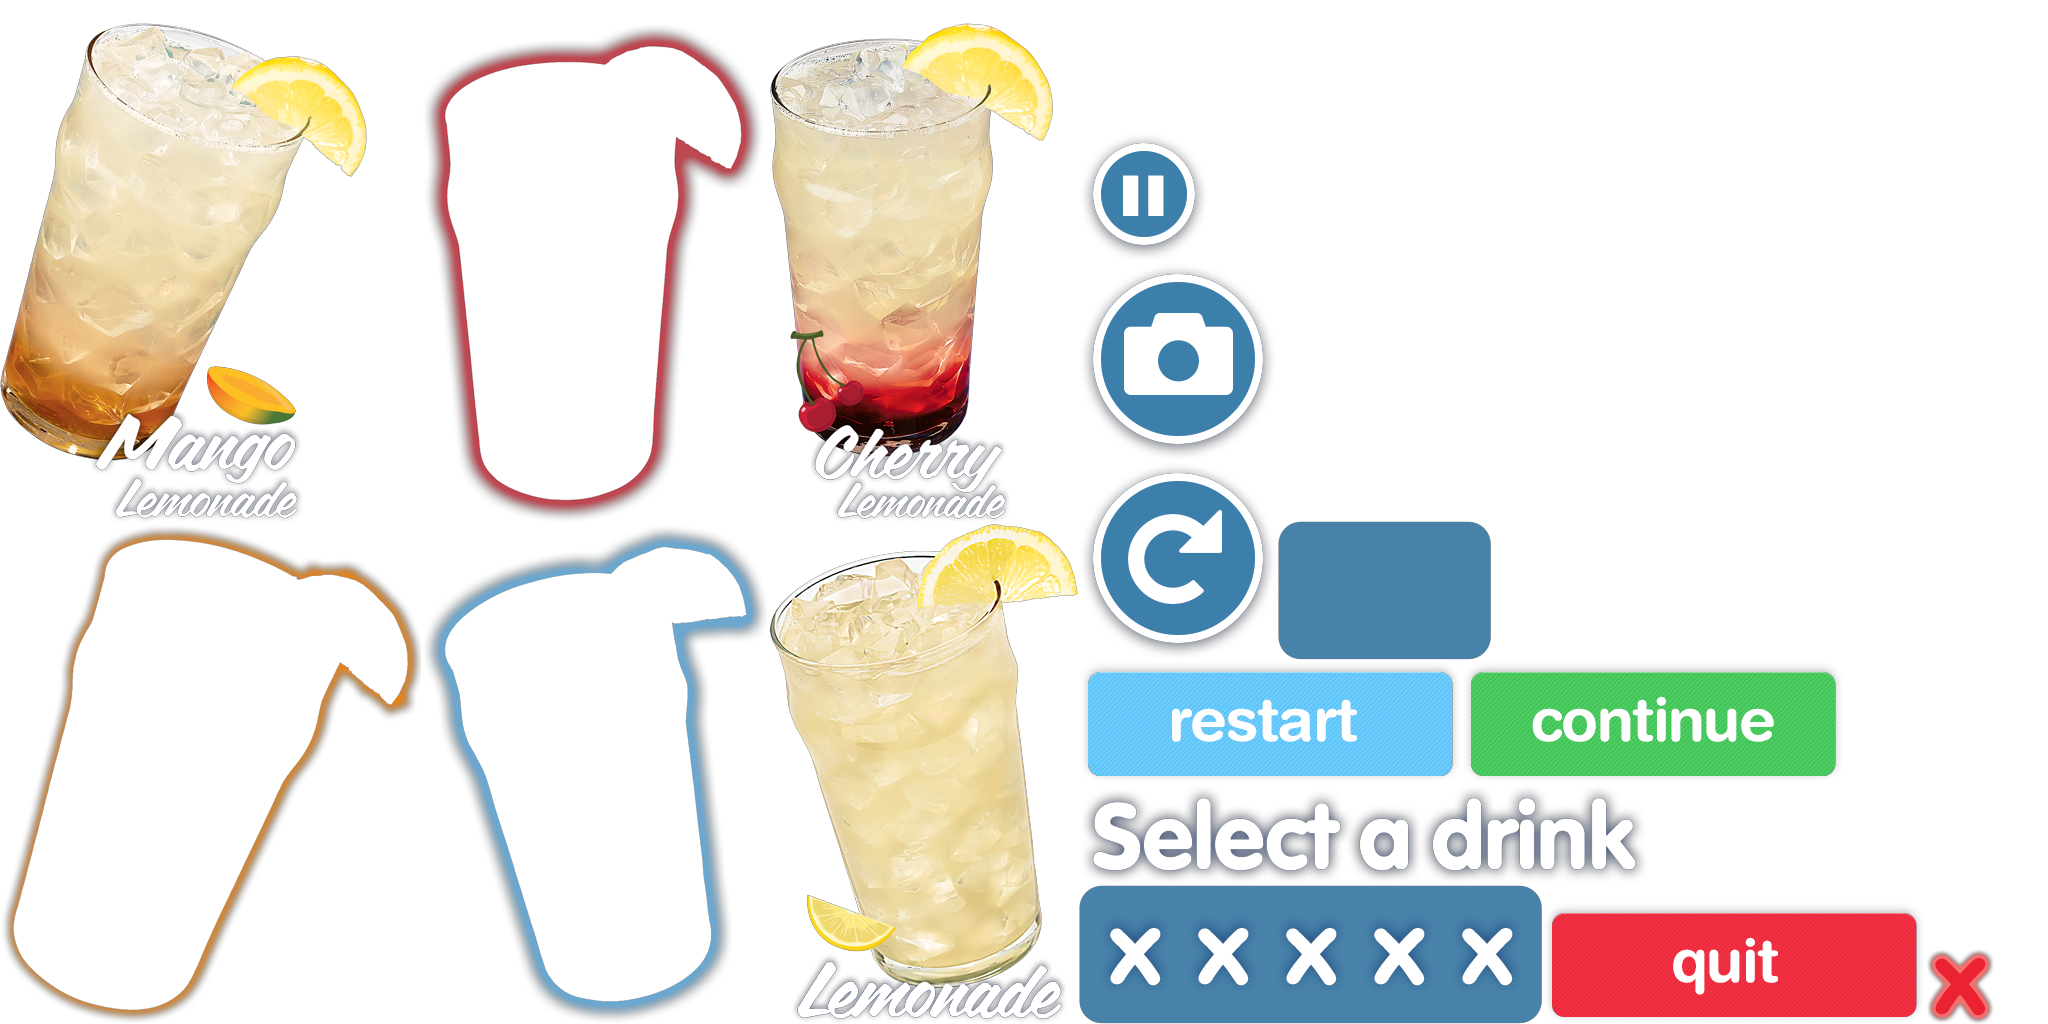 Mango
Lemonade
Cherry
Lemonade
Lemonade
restart
continue
Select a drink
X X X X X
quit
X